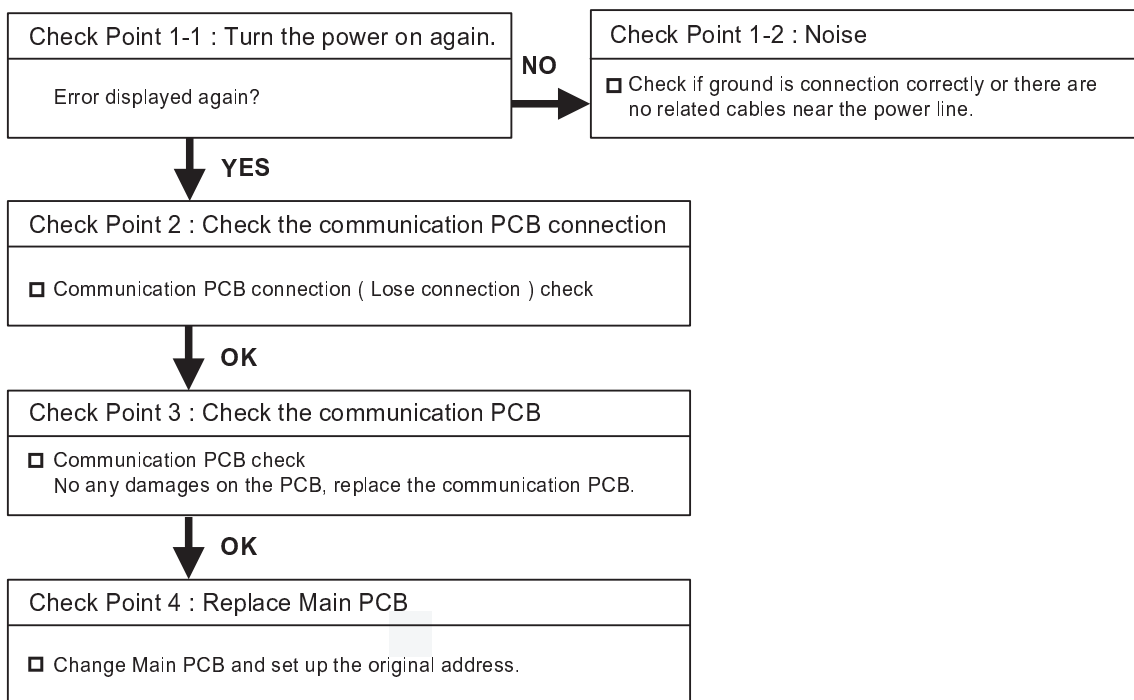 Check Point 1-1 : Turn the power on again.
Error displayed again?
NO
Check Point 1-2 : Noise
Check if ground is connection correctly or there are
no related cables near the power line.
YES
Check Point 2 : Check the communication PCB connection
Communication PCB connection ( Lose connection ) check
OK
Check Point 3 : Check the communication PCB
Communication PCB check
No any damages on the PCB, replace the communication PCB.
OK
Check Point 4 : Replace Main PCB
Change Main PCB and set up the original address.